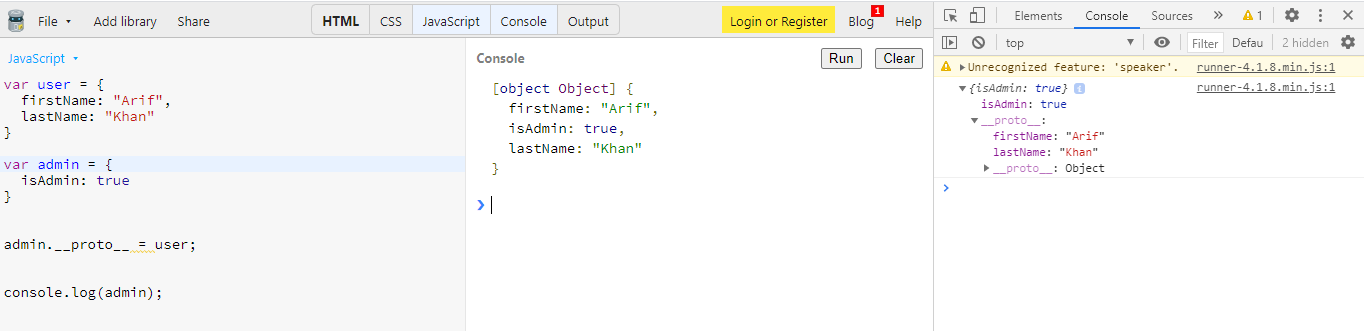 File Add library Share HTML CSS JavaScript Console Output Login or Register Blog 1 Help
JavaScript
var user = {
firstName: "Arif",
lastName: "Khan"
}
var admin = {
isAdmin: true
}
admin.__proto__ = user;
console.log(admin);
Console Run Clear
[object Object] {
firstName: "Arif",
isAdmin: true,
lastName: "Khan"
}
Elements Console Sources 1
top Filter Defau 2 hidden
Unrecognized feature: 'speaker'. runner-4.1.8.min.js:1
{isAdmin: true} i runner-4.1.8.min.js:1
isAdmin: true
__proto__:
firstName: "Arif"
lastName: "Khan"
__proto__: Object